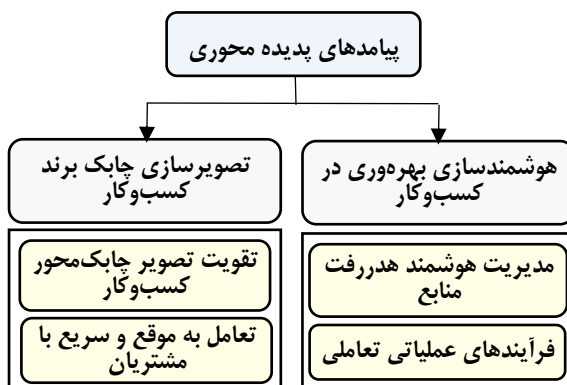 پیامدهای پدیده محوری
هوشمندسازی بهره‌وری در
کسب‌وکار
مدیریت هوشمند هدررفت
منابع
فرآیندهای عملیاتی تعاملی
تصویرسازی چابک برند
کسب‌وکار
تقویت تصویر چابک‌محور
کسب‌وکار
تعامل به موقع و سریع با
مشتریان